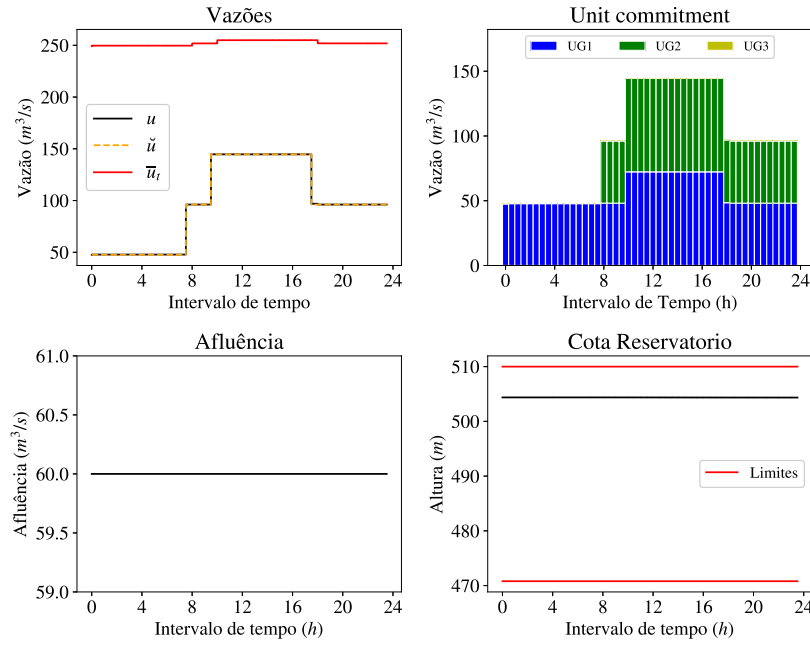 Vazões
Vazão (m³/s)
250
200
150
100
50
u
ŭ
u̅ₜ
0 4 8 12 16 20 24
Intervalo de tempo
Unit commitment
UG1 UG2 UG3
Vazão (m³/s)
150
100
50
0
0 4 8 12 16 20 24
Intervalo de Tempo (h)
Afluência
Afluência (m³/s)
61.0
60.5
60.0
59.5
59.0
0 4 8 12 16 20 24
Intervalo de tempo (h)
Cota Reservatorio
Altura (m)
510
500
490
480
470
Limites
0 4 8 12 16 20 24
Intervalo de tempo (h)